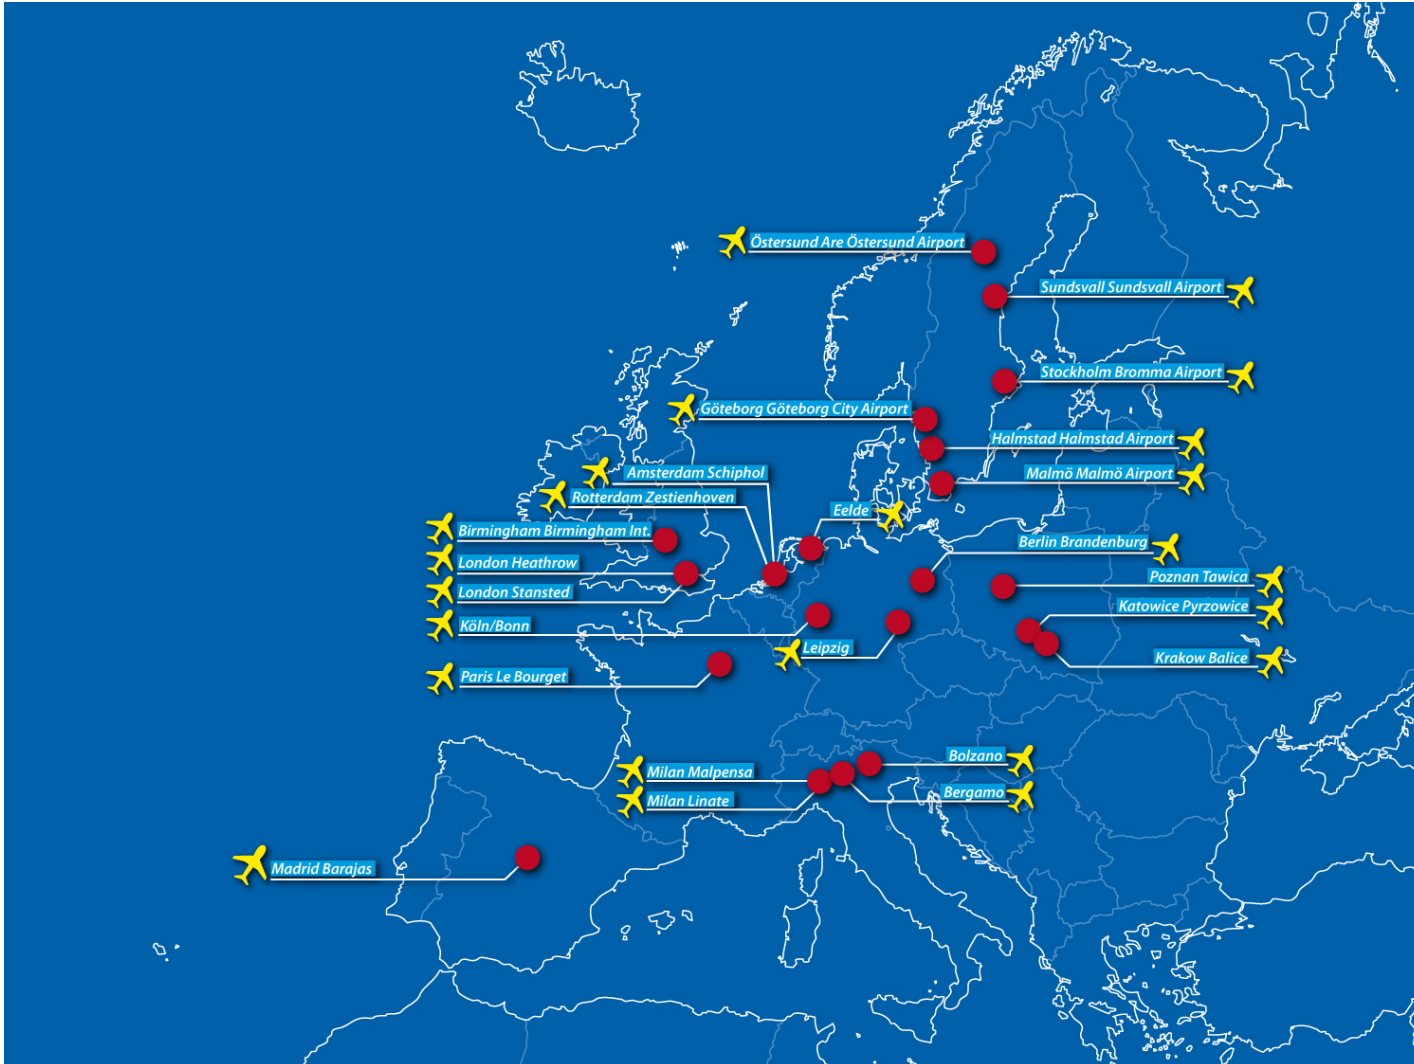 Östersund Are Östersund Airport
Sundsvall Sundsvall Airport
Stockholm Bromma Airport
Göteborg Göteborg City Airport
Halmstad Halmstad Airport
Amsterdam Schiphol
Malmö Malmö Airport
Rotterdam Zestienhoven
Eelde
Birmingham Birmingham Int.
Berlin Brandenburg
London Heathrow
Poznan Tawica
London Stansted
Katowice Pyrzowice
Köln/Bonn
Leipzig
Krakow Balice
Paris Le Bourget
Bolzano
Milan Malpensa
Bergamo
Milan Linate
Madrid Barajas